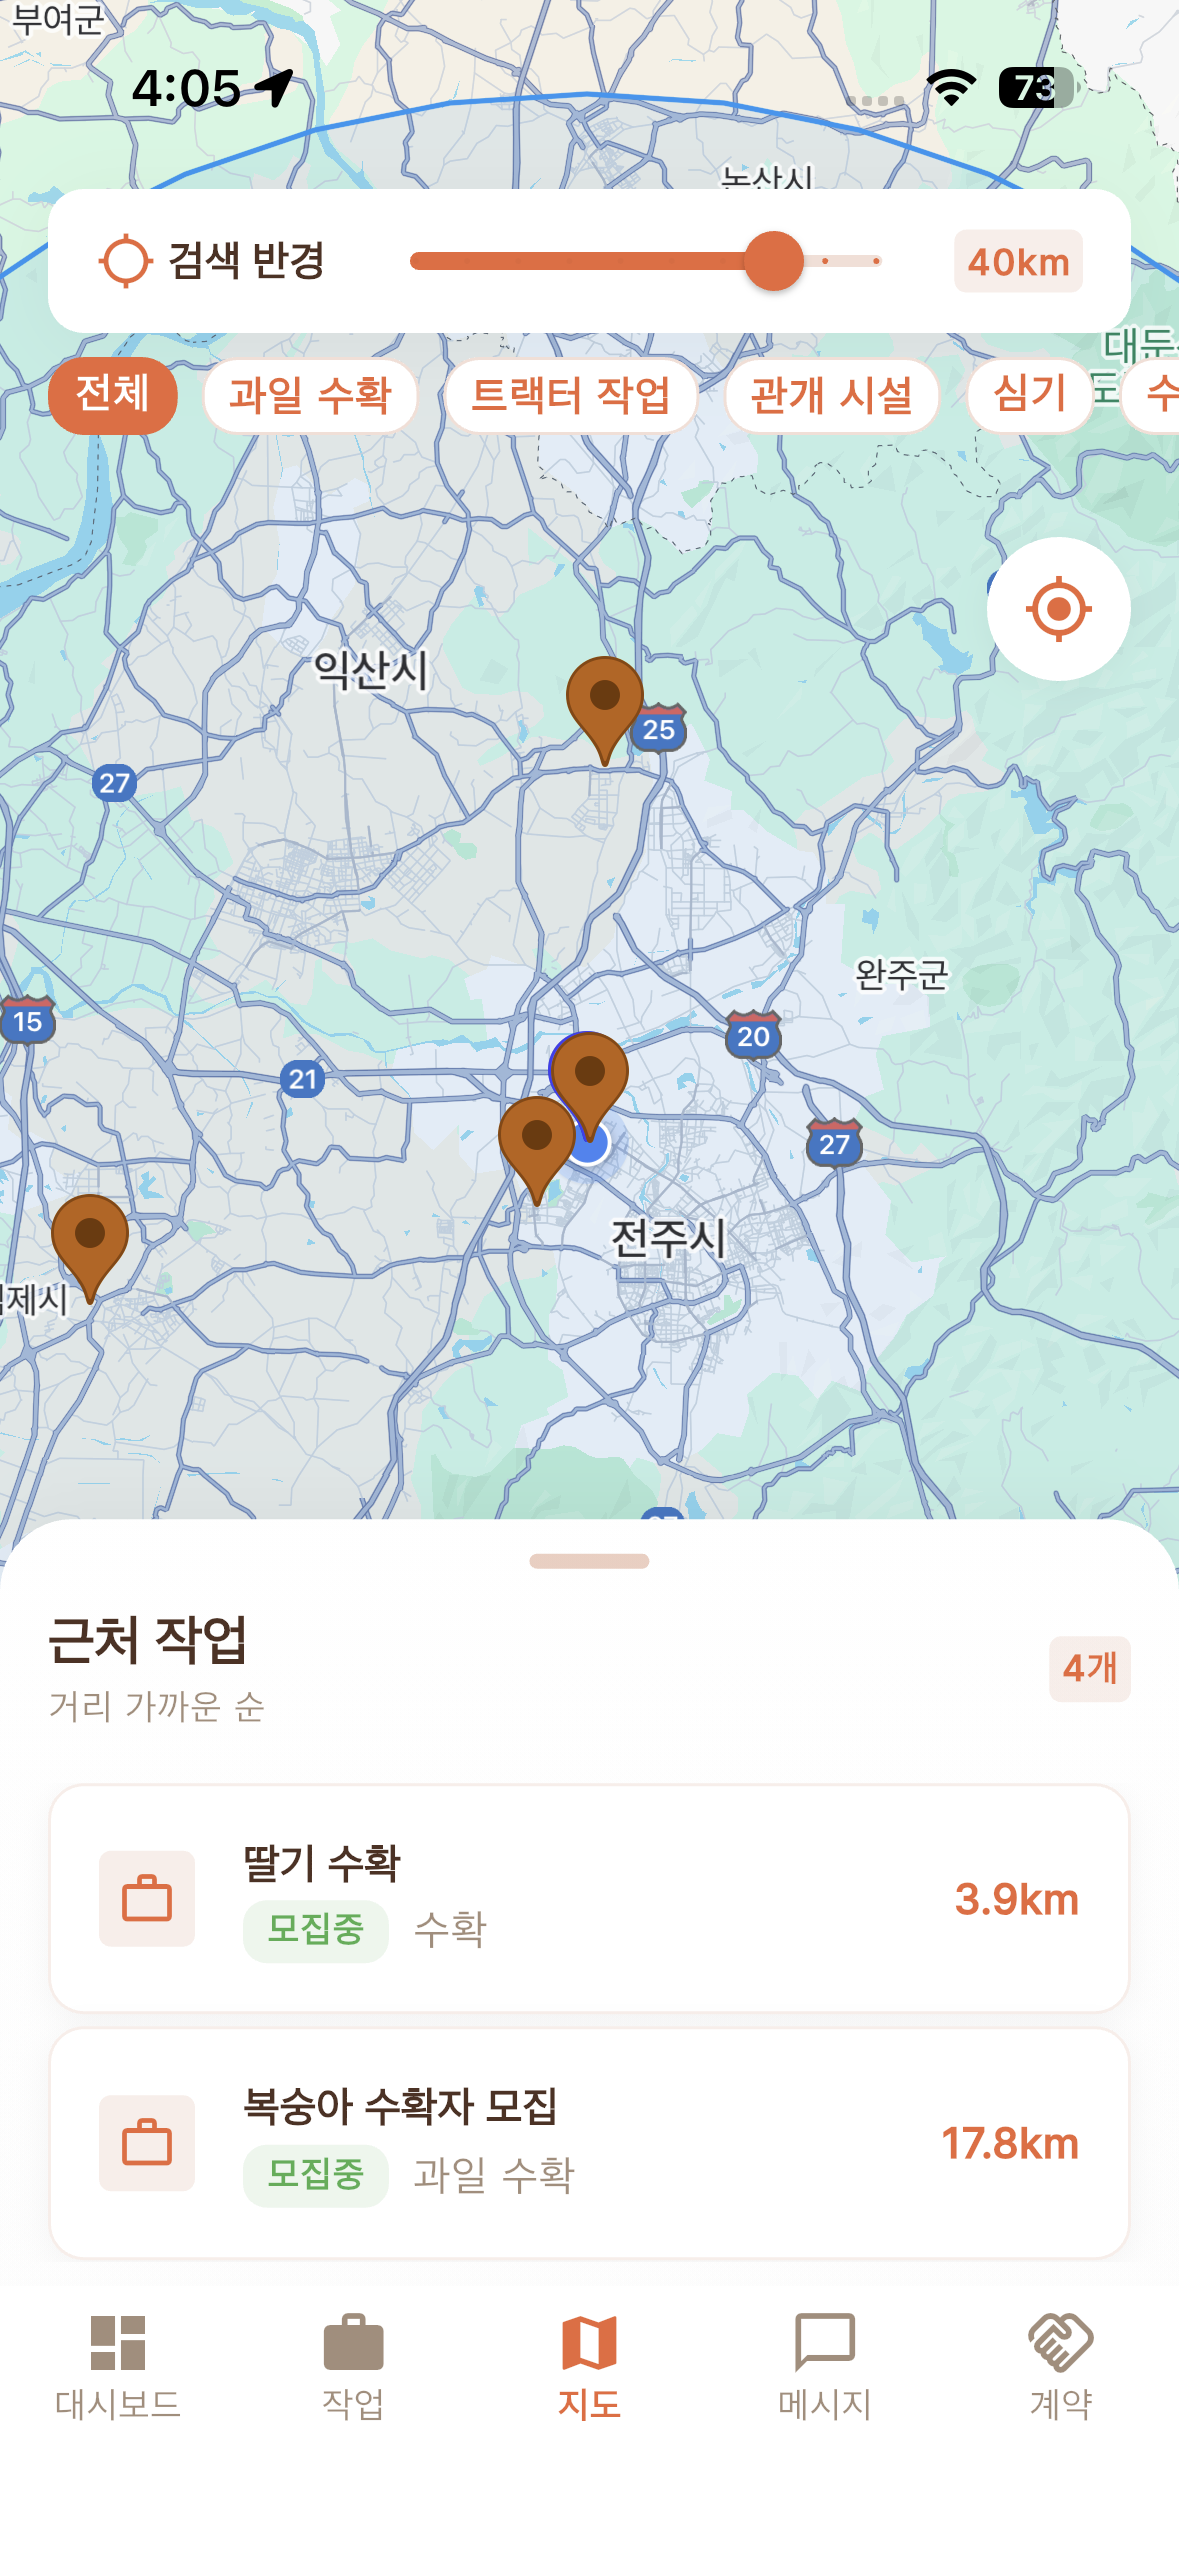 부여군
4:05
73
논산시
검색 반경
40km
대둔
도
전체
과일 수확
트랙터 작업
관개 시설
심기
수
익산시
25
27
완주군
15
20
21
27
전주시
제시
근처 작업
4개
거리 가까운 순
딸기 수확
모집중 수확
3.9km
복숭아 수확자 모집
모집중 과일 수확
17.8km
대시보드
작업
지도
메시지
계약